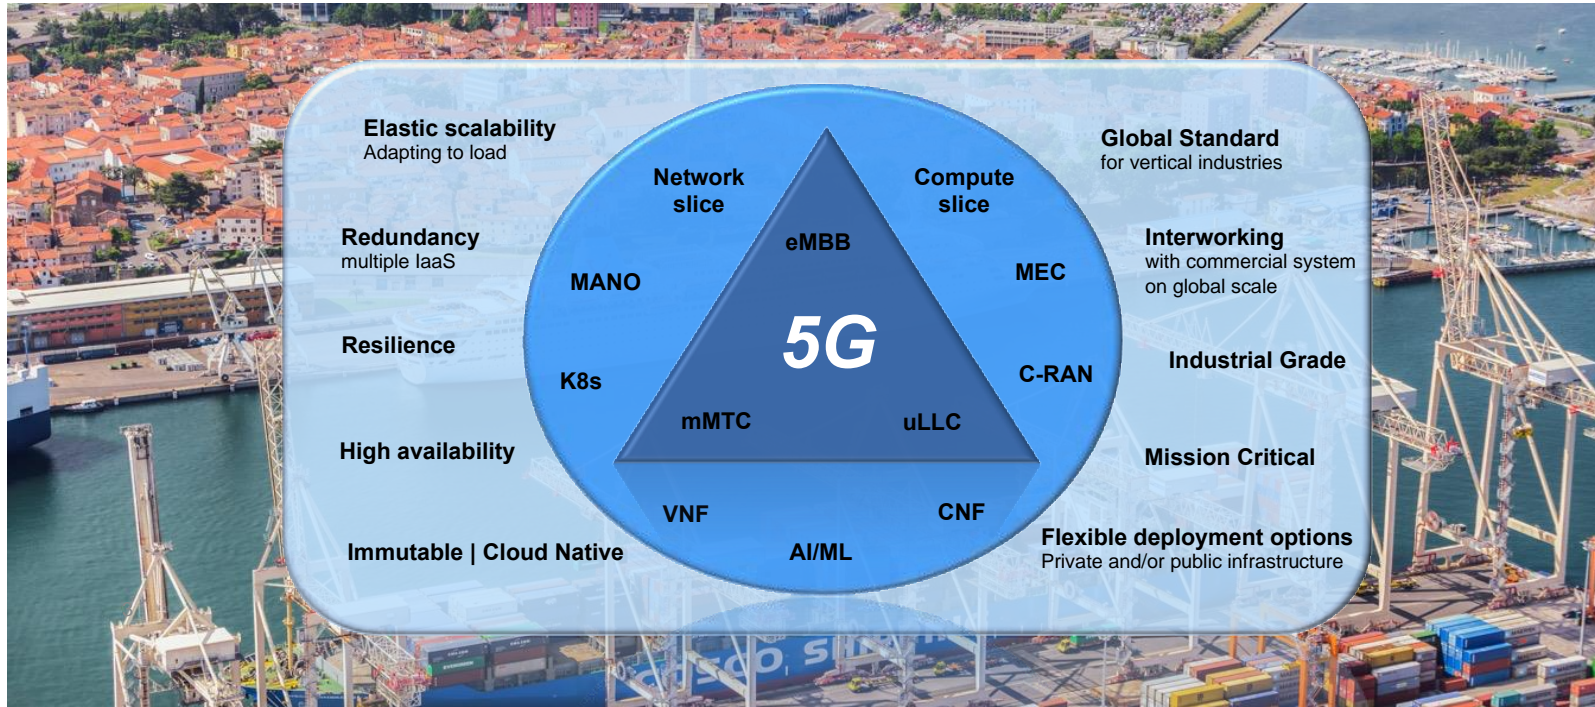 Elastic scalability
Adapting to load
Redundancy
multiple IaaS
Resilience
High availability
Immutable | Cloud Native
Network
slice
Compute
slice
MANO
MEC
K8s
C-RAN
eMBB
5G
mMTC
uLLC
VNF
CNF
AI/ML
Global Standard
for vertical industries
Interworking
with commercial system
on global scale
Industrial Grade
Mission Critical
Flexible deployment options
Private and/or public infrastructure
COSCO